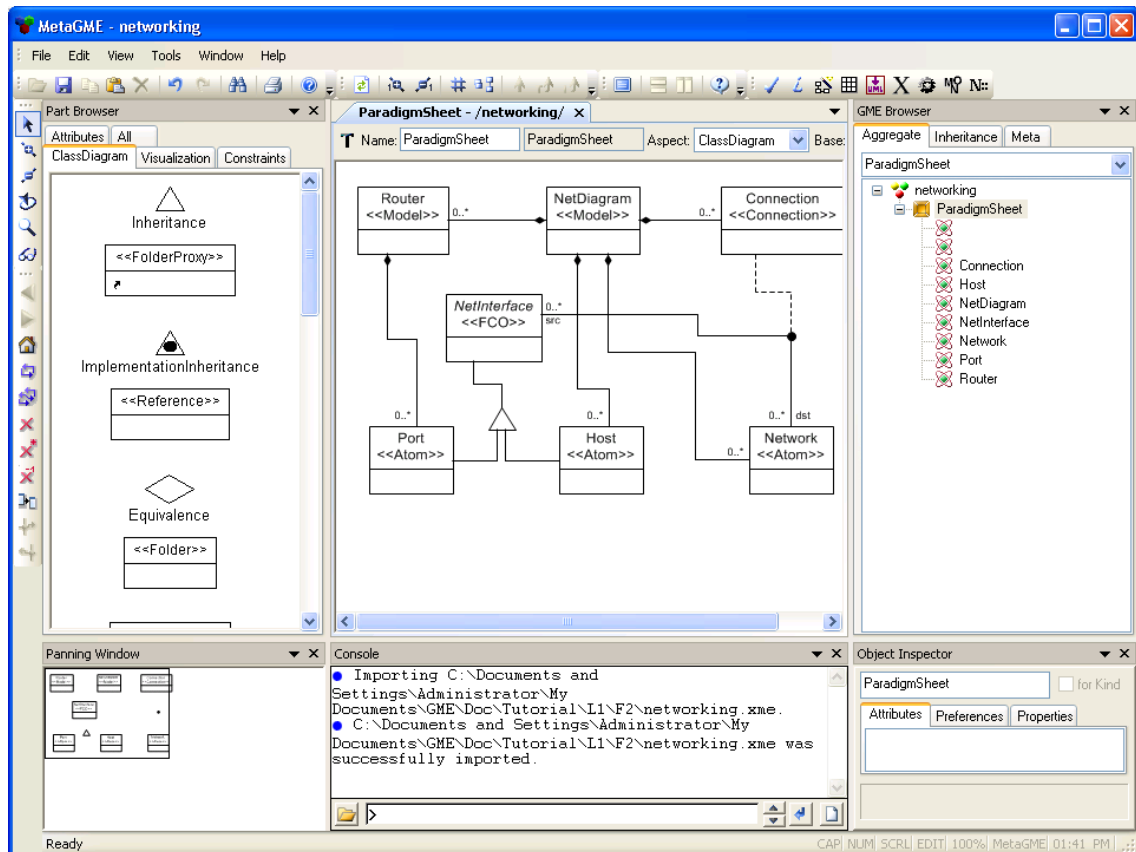 MetaGME - networking
File Edit View Tools Window Help
Part Browser
Attributes All
ClassDiagram Visualization Constraints
Inheritance
<<FolderProxy>>
ImplementationInheritance
<<Reference>>
Equivalence
<<Folder>>
ParadigmSheet - /networking/
Name: ParadigmSheet ParadigmSheet Aspect: ClassDiagram Base:
Router
<<Model>>
0..*
NetDiagram
<<Model>>
0..*
Connection
<<Connection>>
NetInterface
<<FCO>>
0..*
src
0..*
Port
<<Atom>>
0..*
Host
<<Atom>>
0..*
0..* dst
Network
<<Atom>>
GME Browser
Aggregate Inheritance Meta
ParadigmSheet
networking
ParadigmSheet
Connection
Host
NetDiagram
NetInterface
Network
Port
Router
Panning Window
Console
Importing C:\Documents and
Settings\Administrator\My
Documents\GME\Doc\Tutorial\L1\F2\networking.xme.
C:\Documents and Settings\Administrator\My
Documents\GME\Doc\Tutorial\L1\F2\networking.xme was
successfully imported.
>
Object Inspector
ParadigmSheet for Kind
Attributes Preferences Properties
Ready
CAP NUM SCRL EDIT 100% MetaGME 01:41 PM